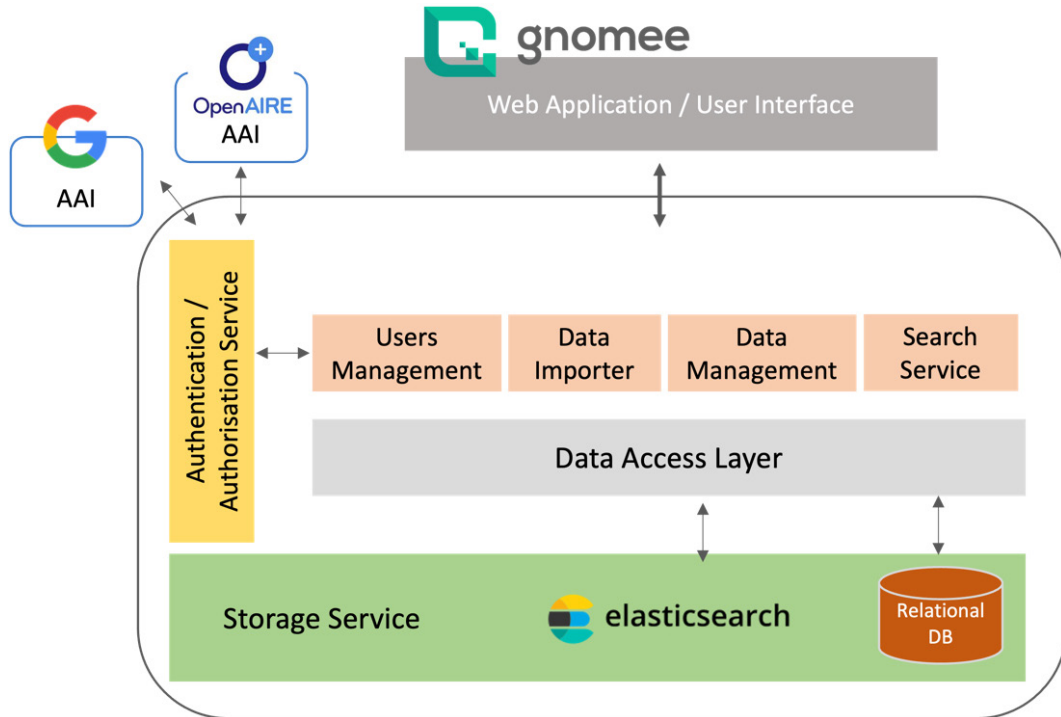 gnomee
Web Application / User Interface
OpenAIRE
AAI
AAI
Authentication /
Authorisation Service
Users
Management
Data
Importer
Data
Management
Search
Service
Data Access Layer
Storage Service
elasticsearch
Relational
DB